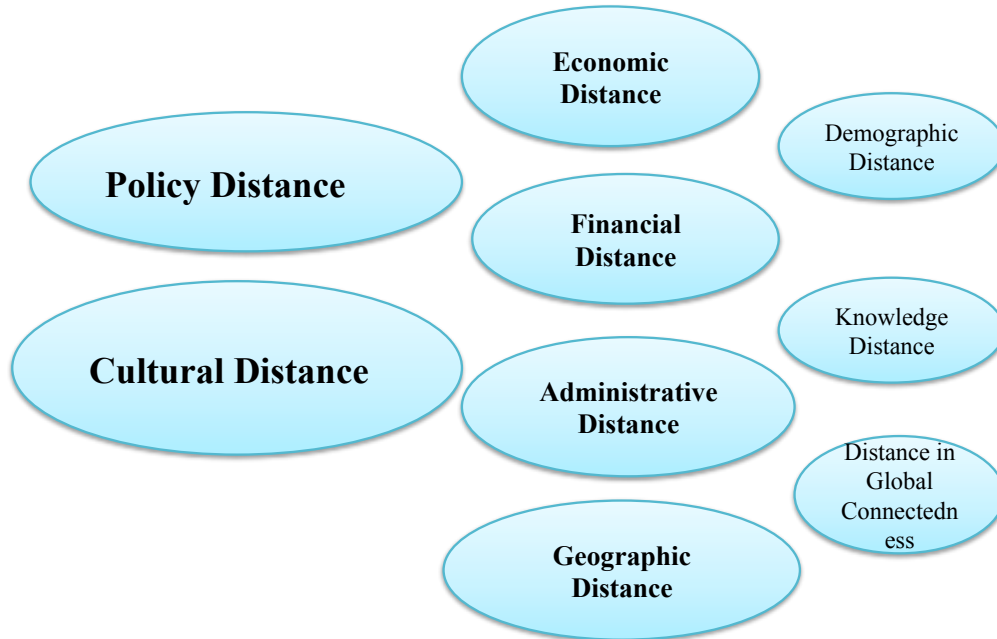 Policy Distance
Cultural Distance
Economic
Distance
Financial
Distance
Administrative
Distance
Geographic
Distance
Demographic
Distance
Knowledge
Distance
Distance in
Global
Connectedn
ess